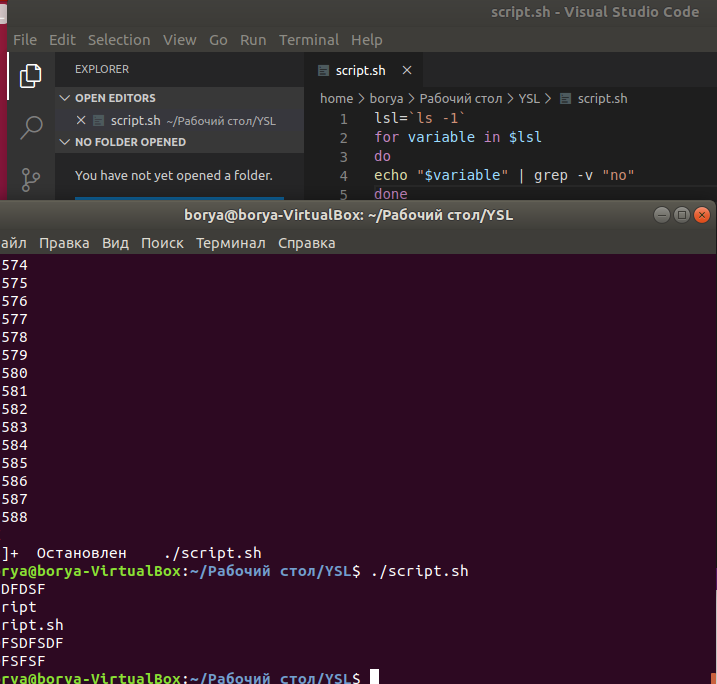 script.sh - Visual Studio Code
File Edit Selection View Go Run Terminal Help
EXPLORER
script.sh
OPEN EDITORS
script.sh ~/Рабочий стол/YSL
NO FOLDER OPENED
You have not yet opened a folder.
home > borya > Рабочий стол > YSL > script.sh
1 lsl=`ls -1`
2 for variable in $lsl
3 do
4 echo "$variable" | grep -v "no"
5 done
borya@borya-VirtualBox: ~/Рабочий стол/YSL
айл Правка Вид Поиск Терминал Справка
574
575
576
577
578
579
580
581
582
583
584
585
586
587
588
]+ Остановлен ./script.sh
rya@borya-VirtualBox:~/Рабочий стол/YSL$ ./script.sh
DFDSF
ript
ript.sh
FSDFSDF
FSFSF
rya@borya-VirtualBox:~/Рабочий стол/YSL$